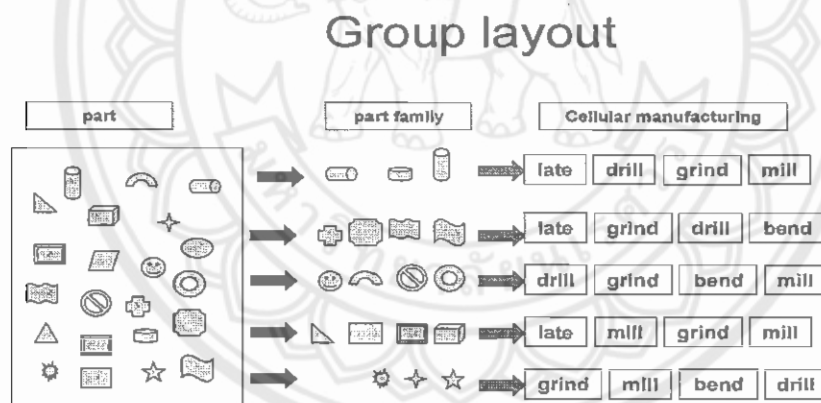 Group layout
part part family Cellular manufacturing
late drill grind mill
late grind drill bend
drill grind bend mill
late mill grind mill
grind mill bend drill